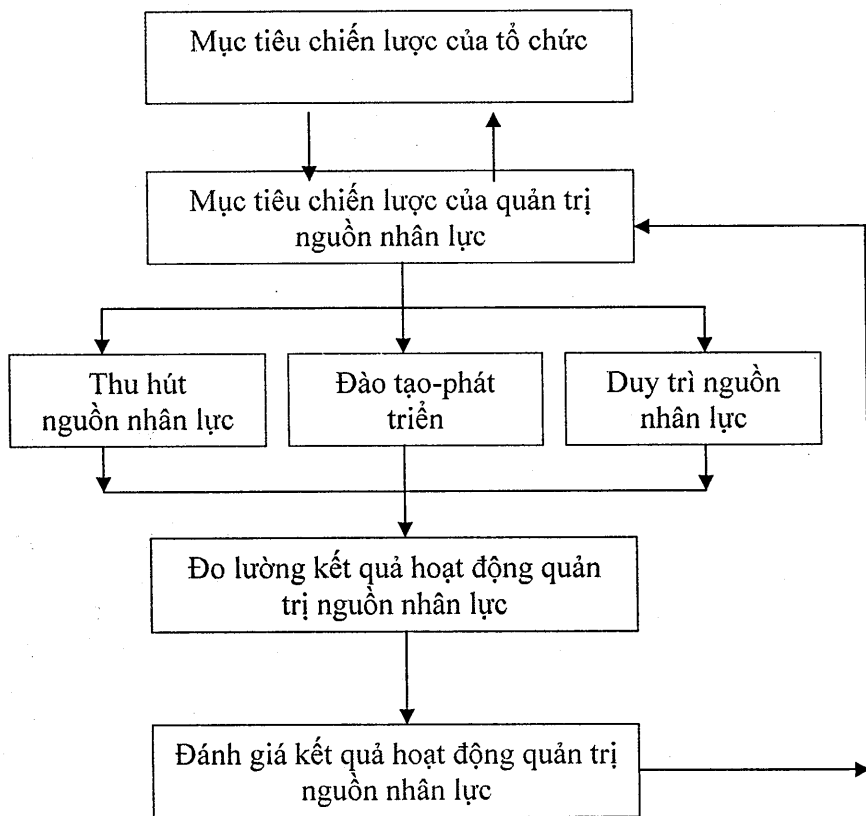 Mục tiêu chiến lược của tổ chức
Mục tiêu chiến lược của quản trị
nguồn nhân lực
Thu hút
nguồn nhân lực
Đào tạo-phát
triển
Duy trì nguồn
nhân lực
Đo lường kết quả hoạt động quản
trị nguồn nhân lực
Đánh giá kết quả hoạt động quản trị
nguồn nhân lực